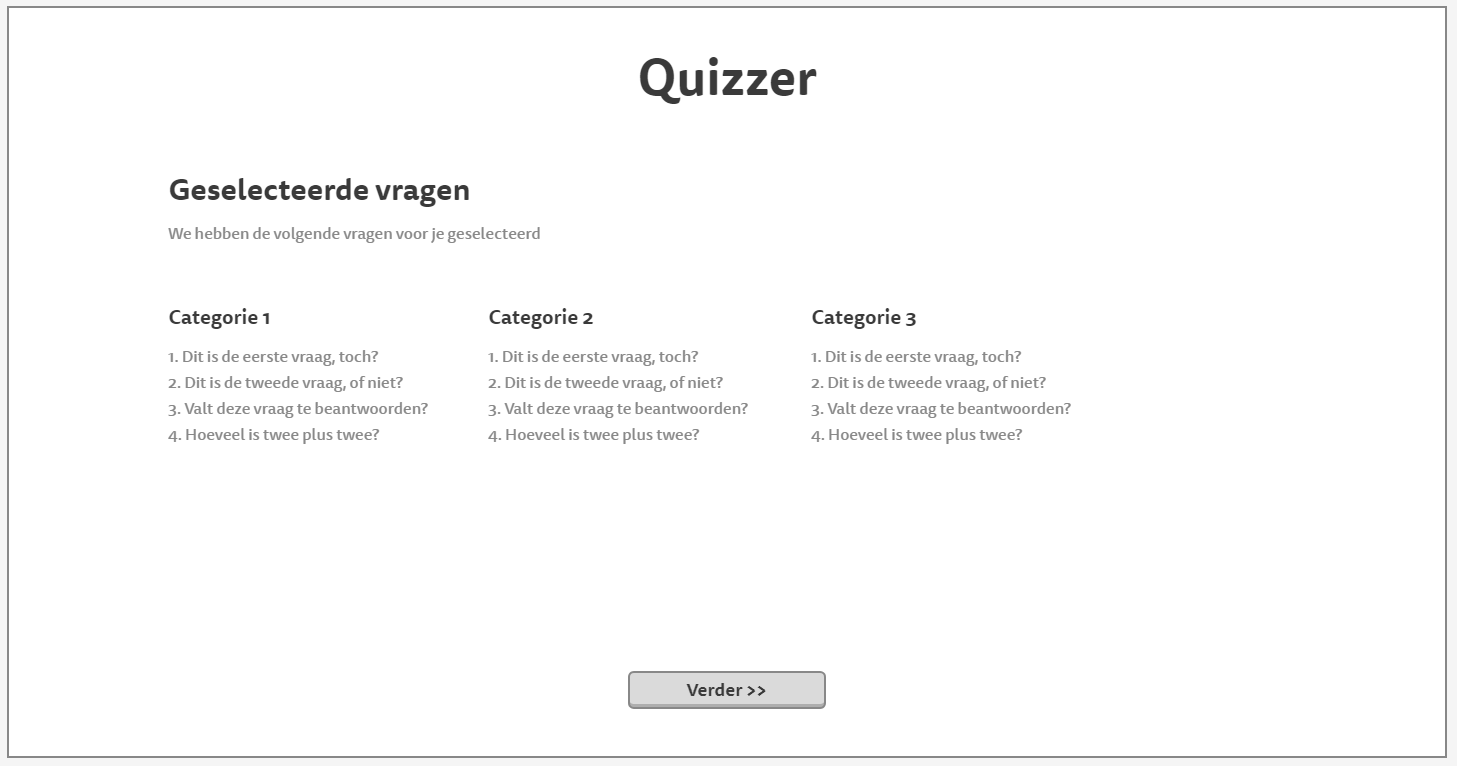 Quizzer
Geselecteerde vragen
We hebben de volgende vragen voor je geselecteerd
Categorie 1
1. Dit is de eerste vraag, toch?
2. Dit is de tweede vraag, of niet?
3. Valt deze vraag te beantwoorden?
4. Hoeveel is twee plus twee?
Categorie 2
1. Dit is de eerste vraag, toch?
2. Dit is de tweede vraag, of niet?
3. Valt deze vraag te beantwoorden?
4. Hoeveel is twee plus twee?
Categorie 3
1. Dit is de eerste vraag, toch?
2. Dit is de tweede vraag, of niet?
3. Valt deze vraag te beantwoorden?
4. Hoeveel is twee plus twee?
Verder >>